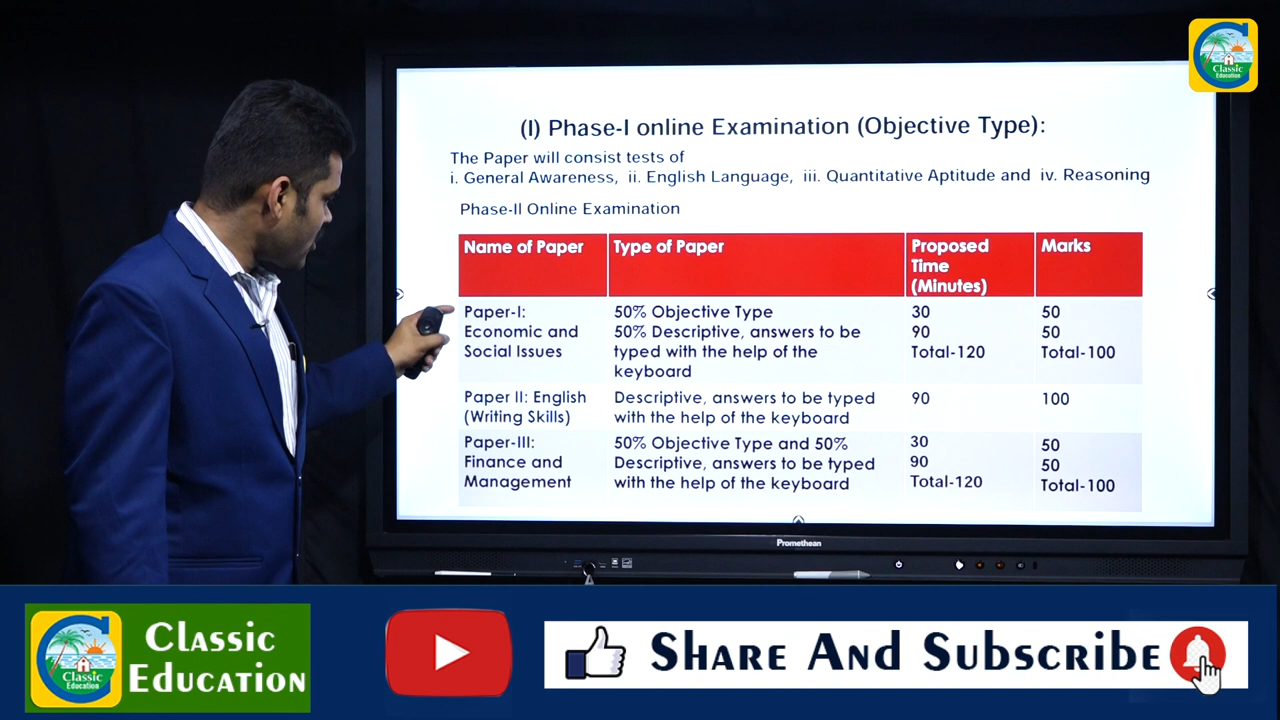 Classic
Education
(I) Phase-I online Examination (Objective Type):
The Paper will consist tests of
i. General Awareness, ii. English Language, iii. Quantitative Aptitude and iv. Reasoning
Phase-II Online Examination
Name of Paper
Type of Paper
Proposed
Time
(Minutes)
Marks
Paper-I:
Economic and
Social Issues
50% Objective Type
50% Descriptive, answers to be
typed with the help of the
keyboard
30
90
Total-120
50
50
Total-100
Paper II: English
(Writing Skills)
Descriptive, answers to be typed
with the help of the keyboard
90
100
Paper-III:
Finance and
Management
50% Objective Type and 50%
Descriptive, answers to be typed
with the help of the keyboard
30
90
Total-120
50
50
Total-100
Promethean
Classic
Education
Classic
Education
Share And Subscribe